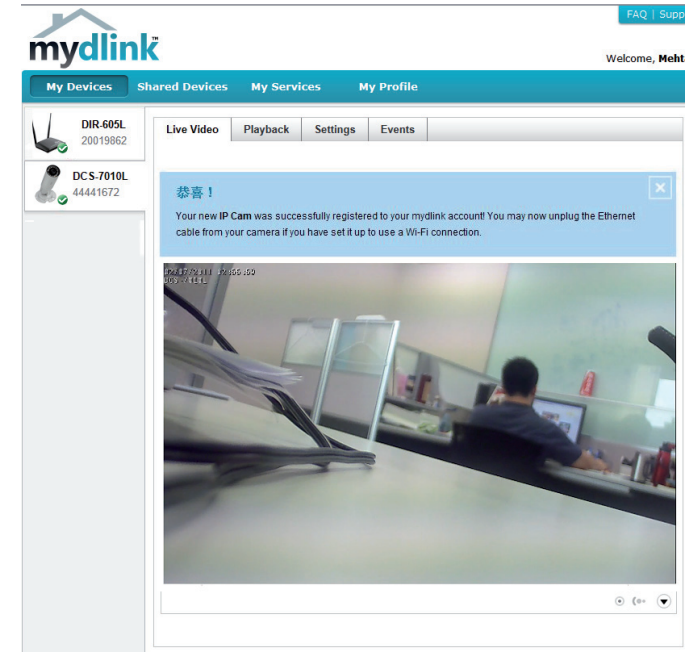 FAQ | Supp
mydlink
Welcome, Mehta
My Devices Shared Devices My Services My Profile
DIR-605L
20019862
Live Video Playback Settings Events
DCS-7010L
44441672
恭喜！
Your new IP Cam was successfully registered to your mydlink account! You may now unplug the Ethernet
cable from your camera if you have set it up to use a Wi-Fi connection.